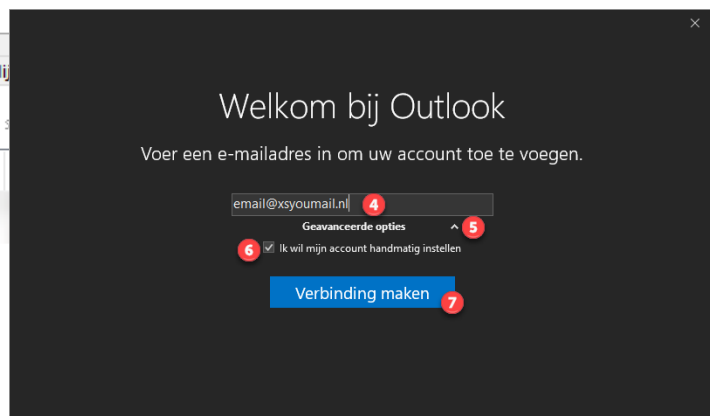 lij
Welkom bij Outlook
Voer een e-mailadres in om uw account toe te voegen.
email@xsyoumail.nl 4
Geavanceerde opties 5
6 Ik wil mijn account handmatig instellen
Verbinding maken 7